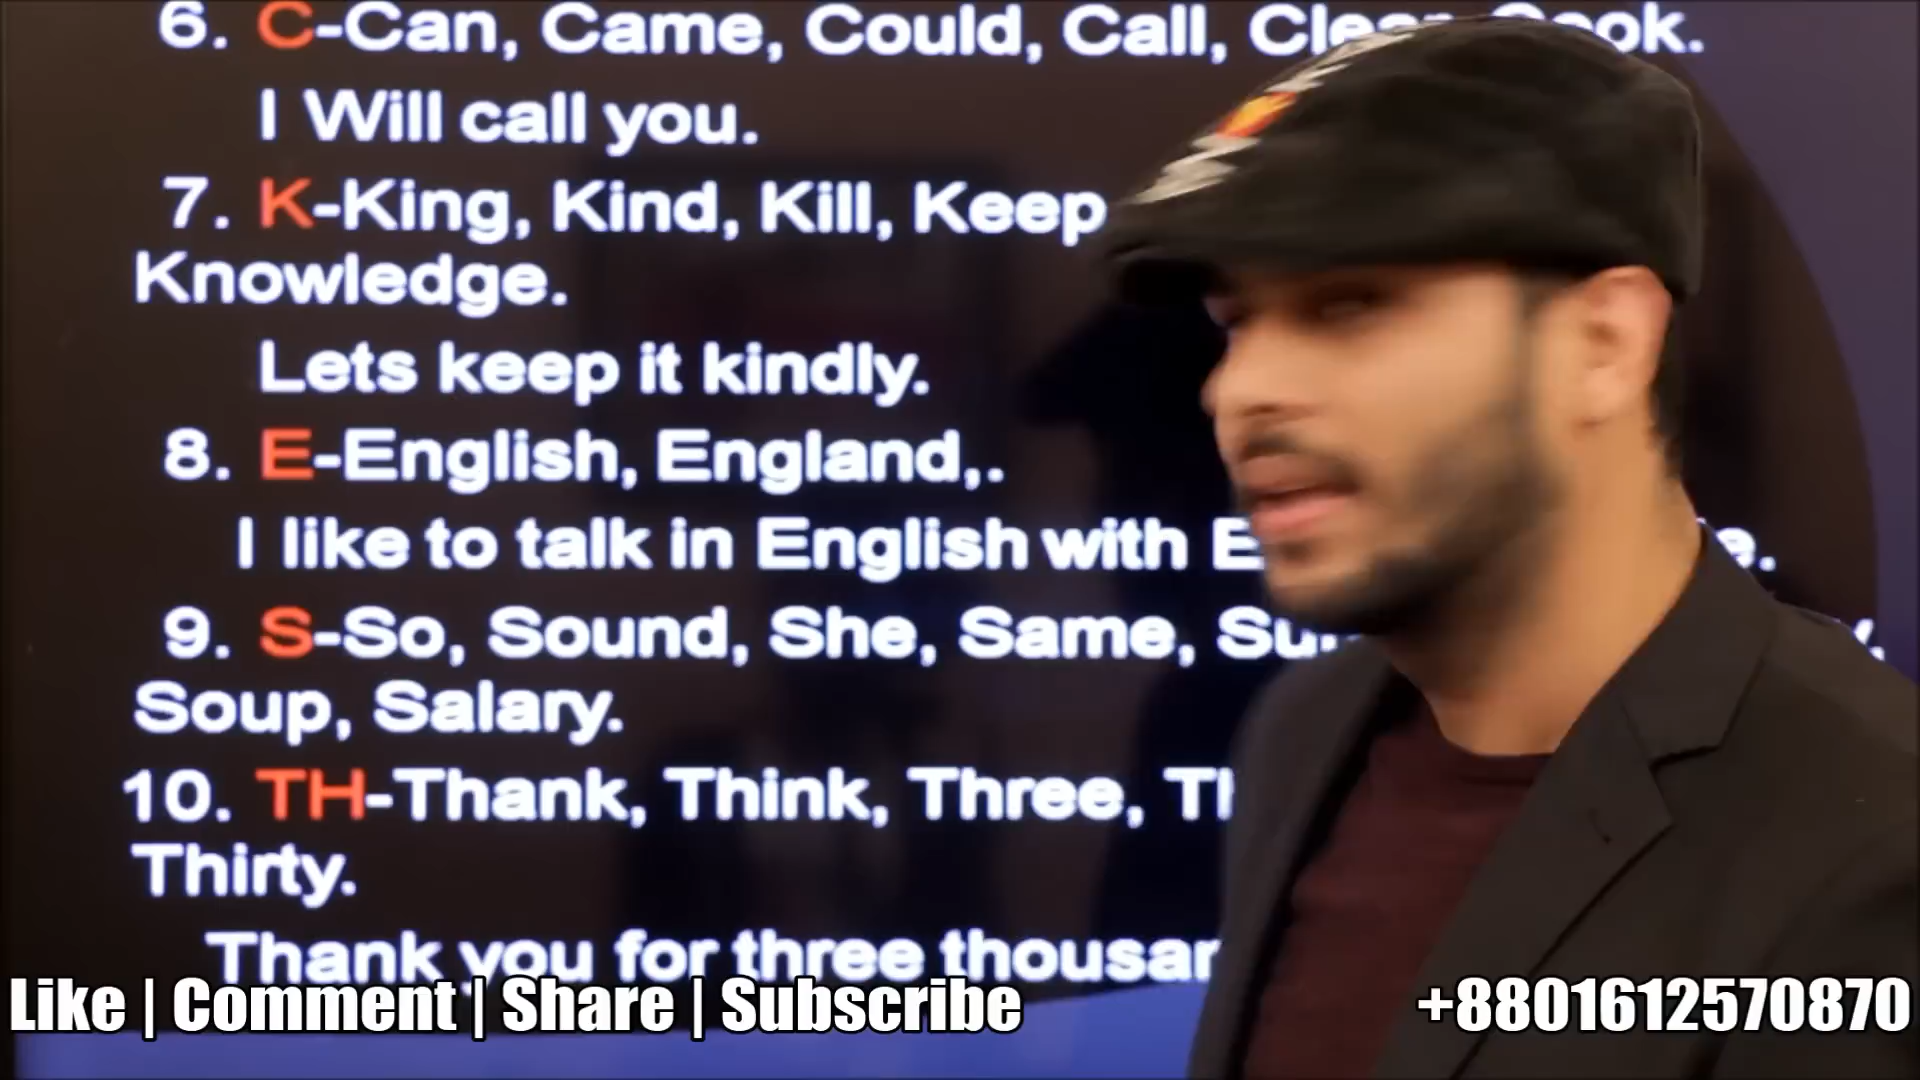 6. C-Can, Came, Could, Call,
I Will call you.
7. K-King, Kind, Kill, Keep
Knowledge.
Lets keep it kindly.
8. E-English, England,.
I like to talk in English with
9. S-So, Sound, She, Same,
Soup, Salary.
10. TH-Thank, Think, Three,
Thirty.
Thank you for three
Like | Comment | Share | Subscribe
+8801612570870